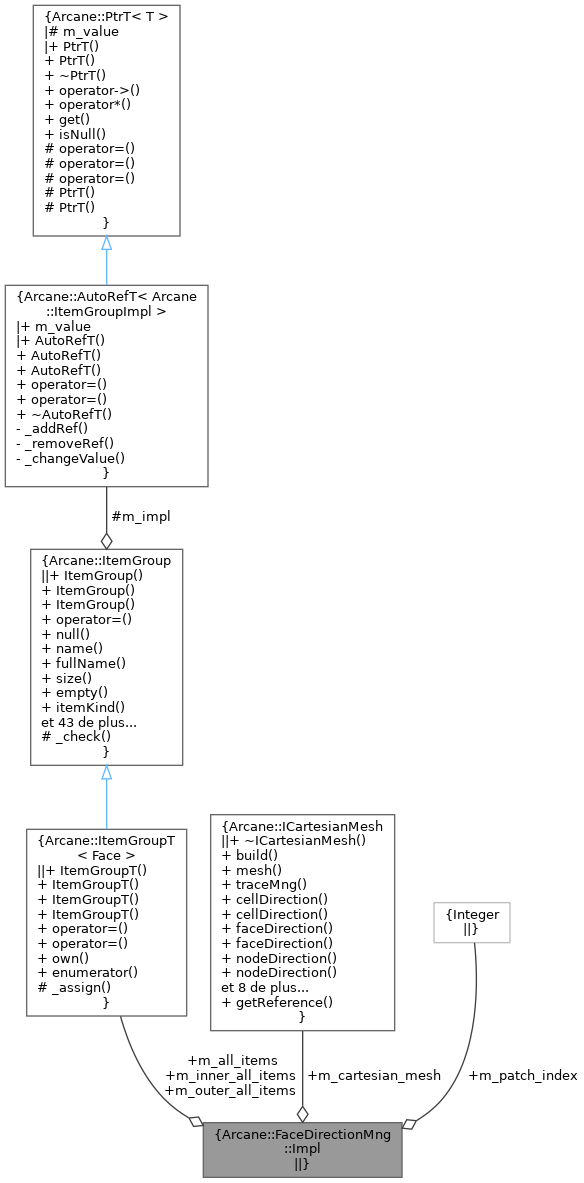 {Arcane::PtrT< T >
|# m_value
|+ PtrT()
+ PtrT()
+ ~PtrT()
+ operator->()
+ operator*()
+ get()
+ isNull()
# operator=()
# operator=()
# operator=()
# PtrT()
# PtrT()
}
{Arcane::AutoRefT< Arcane
::ItemGroupImpl >
|+ m_value
|+ AutoRefT()
+ AutoRefT()
+ AutoRefT()
+ operator=()
+ operator=()
+ ~AutoRefT()
- _addRef()
- _removeRef()
- _changeValue()
}
#m_impl
{Arcane::ItemGroup
||+ ItemGroup()
+ ItemGroup()
+ ItemGroup()
+ operator=()
+ null()
+ name()
+ fullName()
+ size()
+ empty()
+ itemKind()
et 43 de plus...
# _check()
}
{Arcane::ItemGroupT
< Face >
||+ ItemGroupT()
+ ItemGroupT()
+ ItemGroupT()
+ ItemGroupT()
+ operator=()
+ operator=()
+ own()
+ enumerator()
# _assign()
}
{Arcane::ICartesianMesh
||+ ~ICartesianMesh()
+ build()
+ mesh()
+ traceMng()
+ cellDirection()
+ cellDirection()
+ faceDirection()
+ faceDirection()
+ nodeDirection()
+ nodeDirection()
et 8 de plus...
+ getReference()
}
{Integer
||}
+m_all_items
+m_inner_all_items
+m_outer_all_items
+m_cartesian_mesh
+m_patch_index
{Arcane::FaceDirectionMng
::Impl
||}